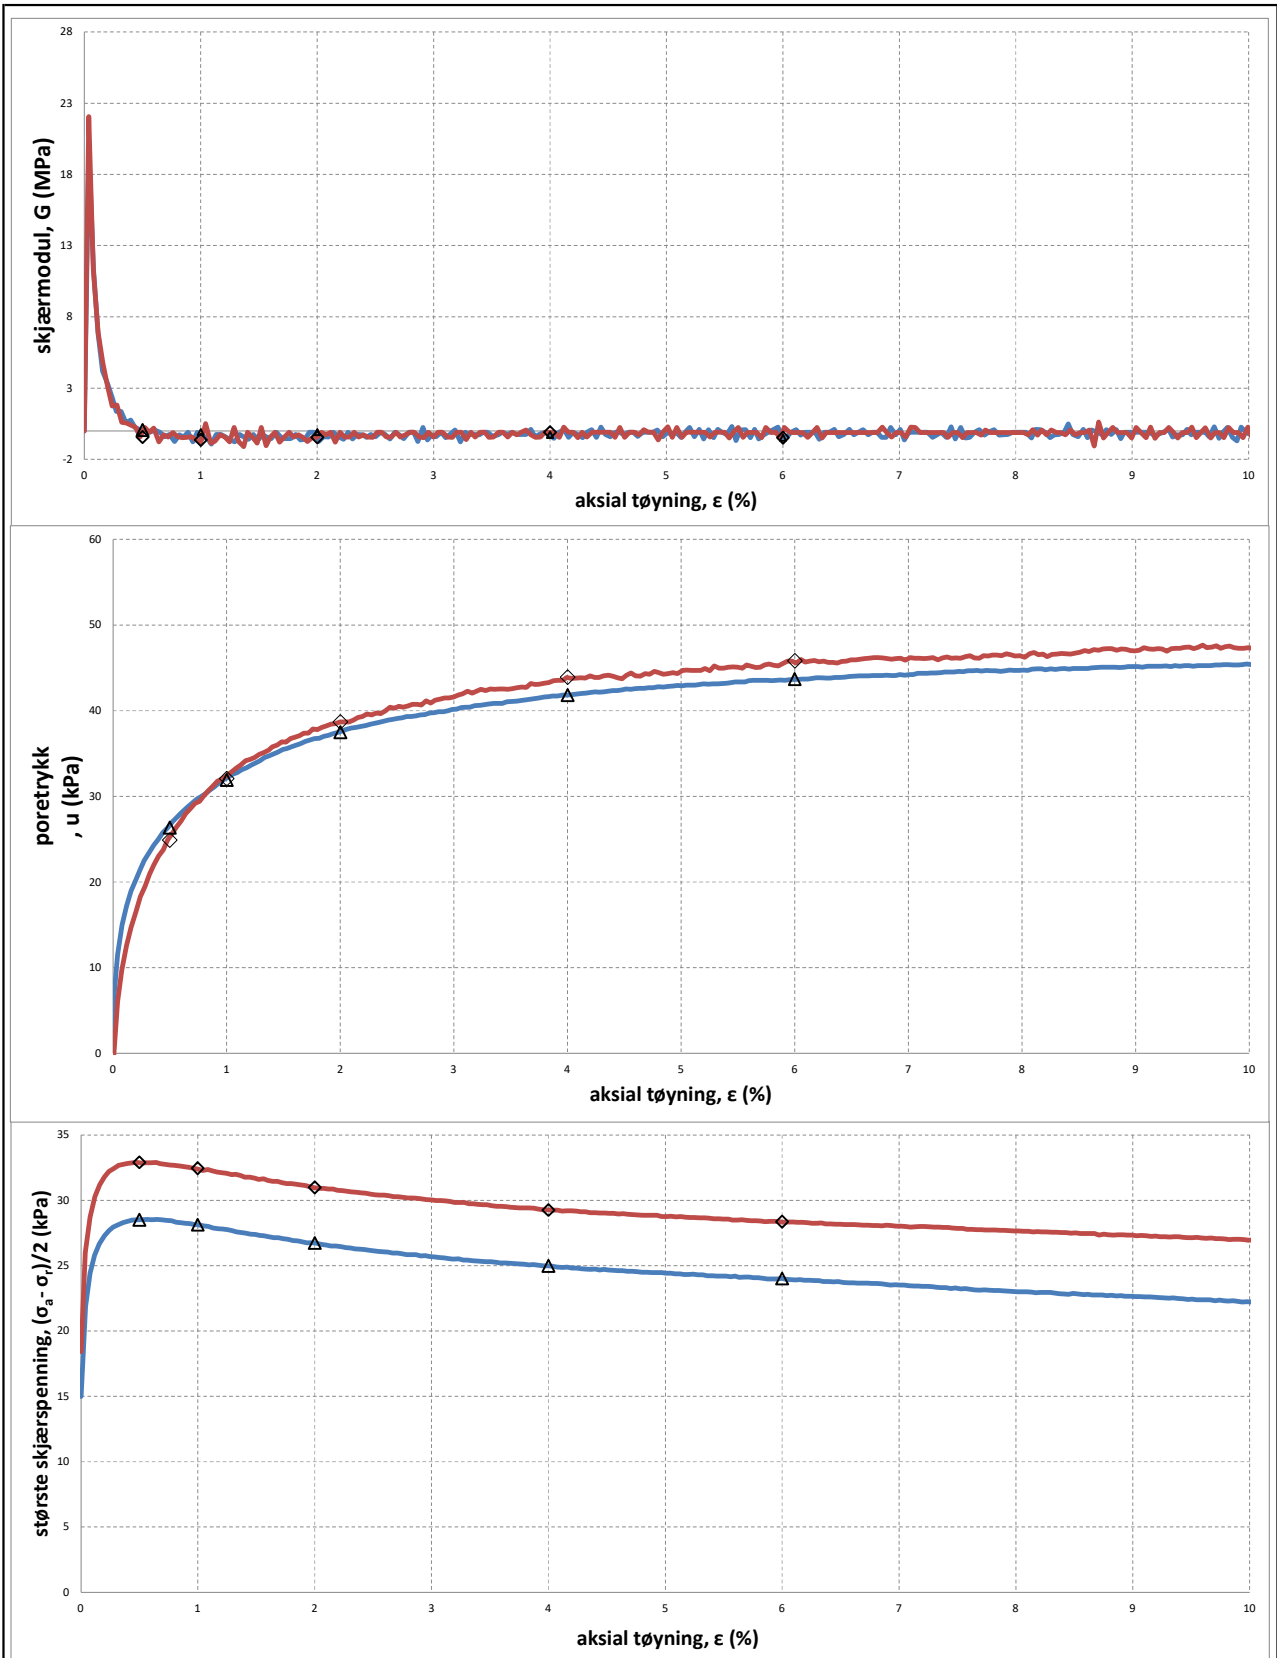 28
23
18
13
8
3
-2
skjærmodul, G (MPa)
0 1 2 3 4 5 6 7 8 9 10
aksial tøyning, ε (%)
60
50
40
30
20
10
0
poretrykk
, u (kPa)
0 1 2 3 4 5 6 7 8 9 10
aksial tøyning, ε (%)
35
30
25
20
15
10
5
0
største skjærspenning, (σa- σr)/2 (kPa)
0 1 2 3 4 5 6 7 8 9 10
aksial tøyning, ε (%)